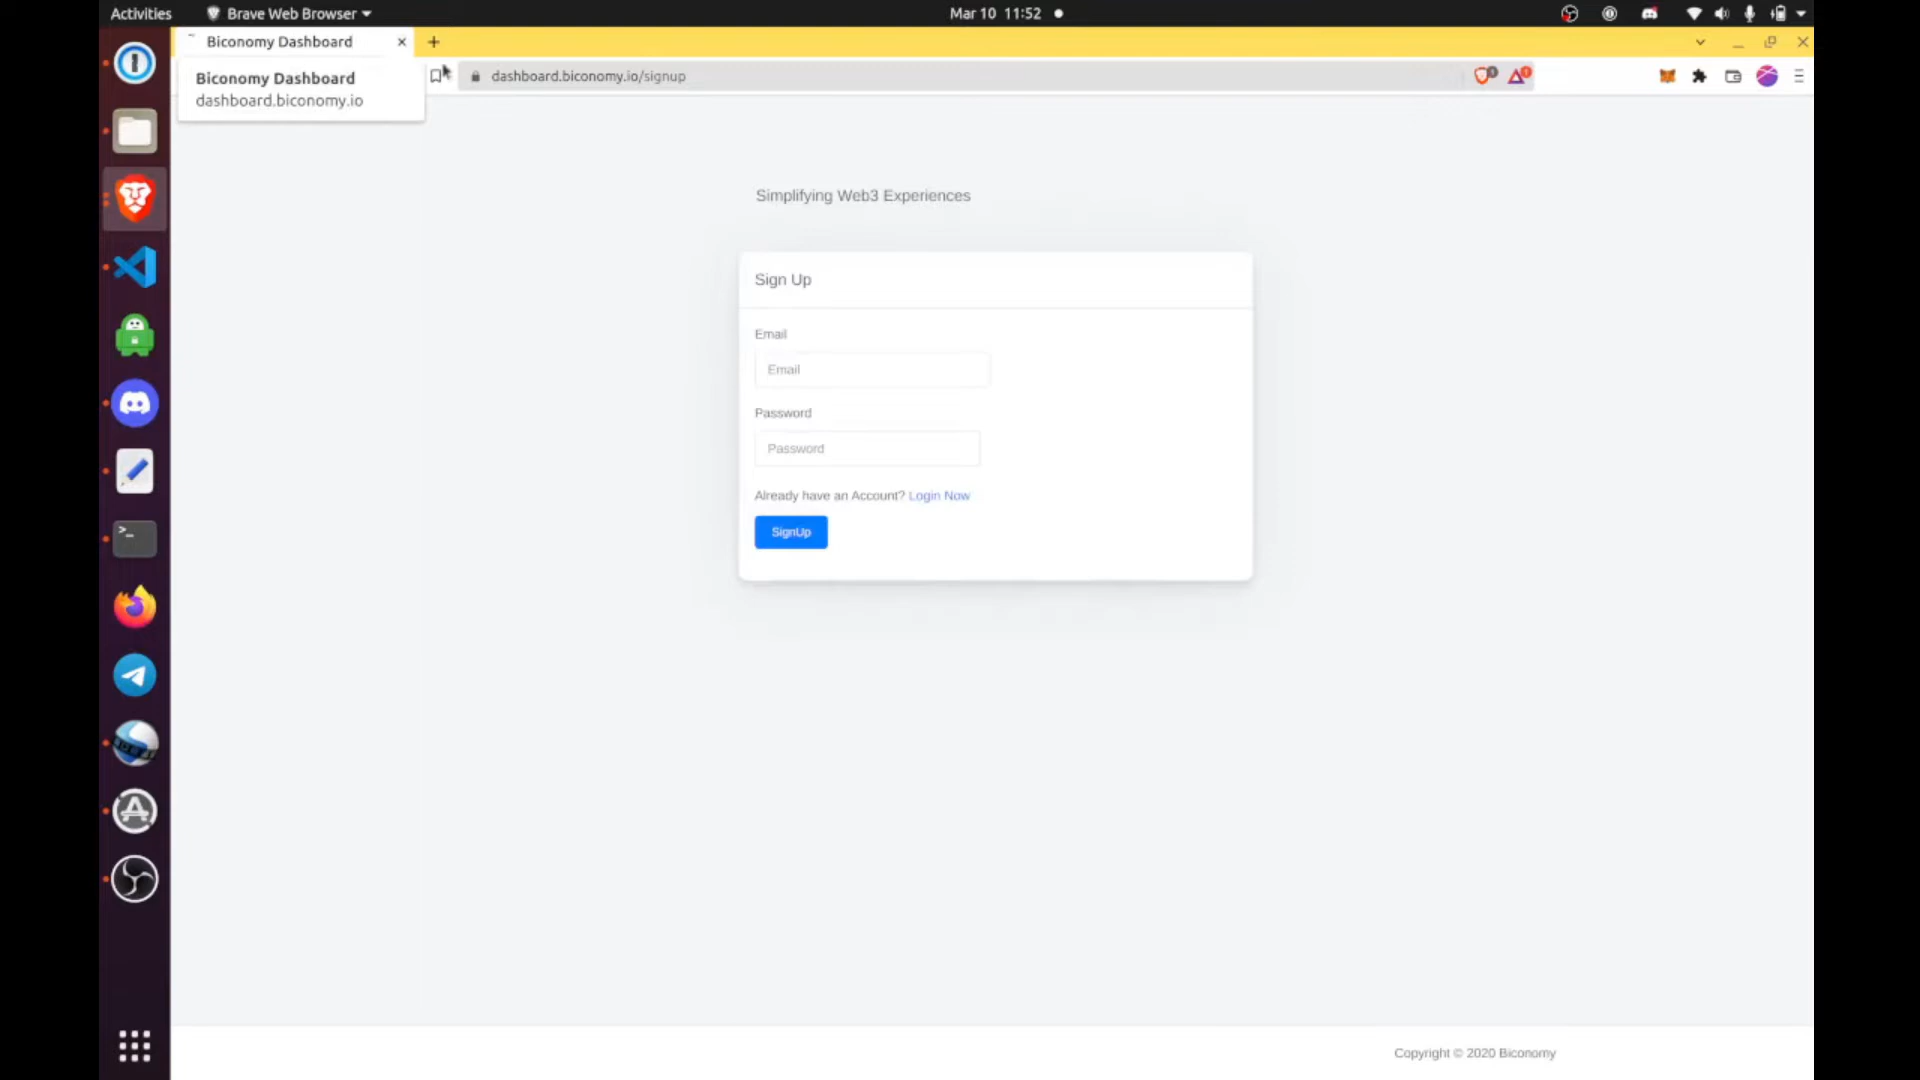 Activities
Brave Web Browser
Mar 10 11:52
Biconomy Dashboard
Biconomy Dashboard
dashboard.biconomy.io
dashboard.biconomy.io/signup
Simplifying Web3 Experiences
Sign Up
Email
Email
Password
Password
Already have an Account? Login Now
SignUp
Copyright © 2020 Biconomy